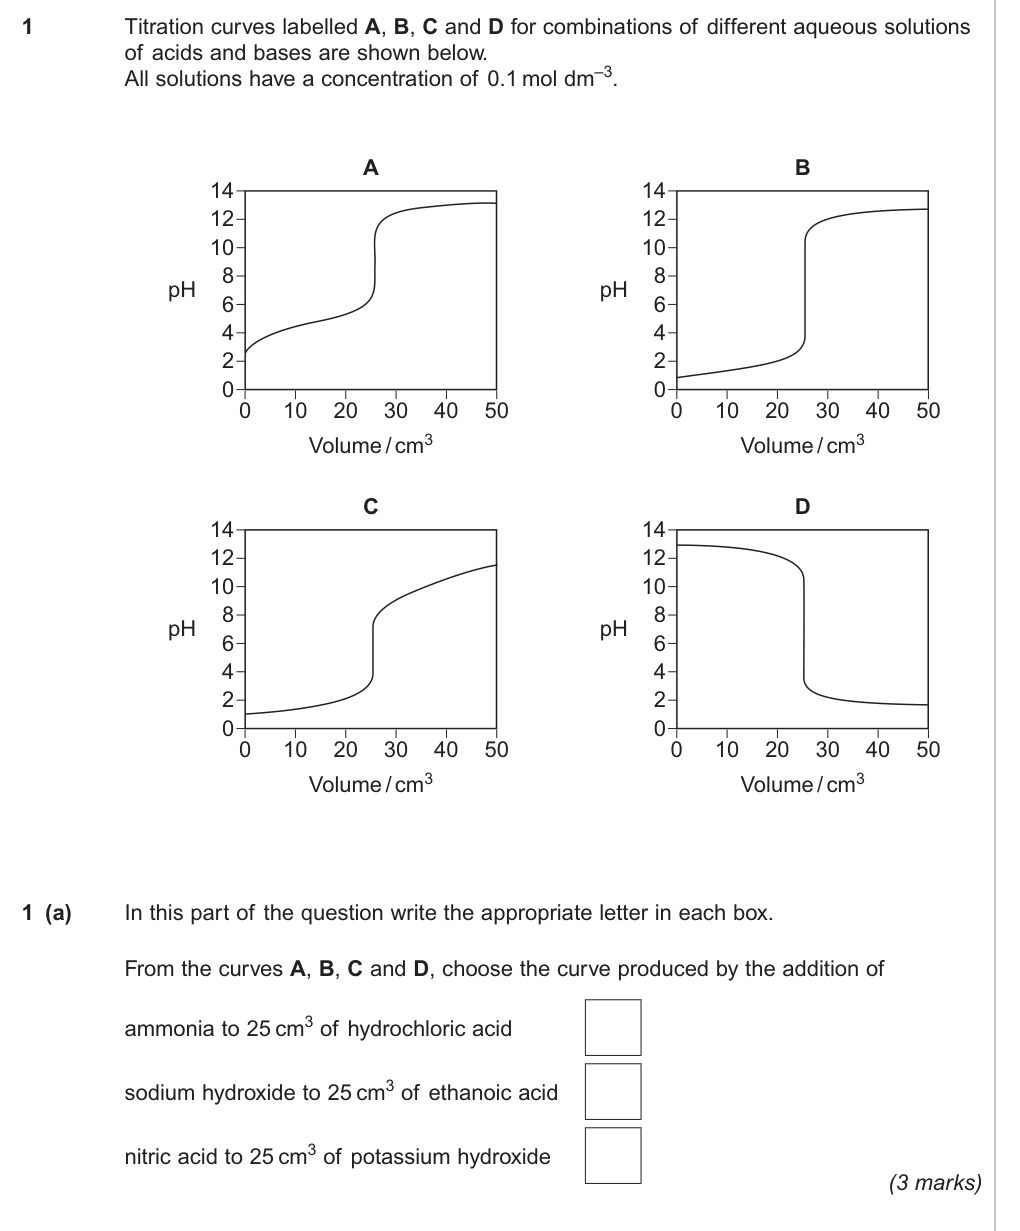 1 Titration curves labelled A, B, C and D for combinations of different aqueous solutions
of acids and bases are shown below.
All solutions have a concentration of 0.1 mol dm⁻³.
A
14
12
10
8
pH
6
4
2
0
0 10 20 30 40 50
Volume / cm³
B
14
12
10
8
pH
6
4
2
0
0 10 20 30 40 50
Volume / cm³
C
14
12
10
8
pH
6
4
2
0
0 10 20 30 40 50
Volume / cm³
D
14
12
10
8
pH
6
4
2
0
0 10 20 30 40 50
Volume / cm³
1 (a) In this part of the question write the appropriate letter in each box.
From the curves A, B, C and D, choose the curve produced by the addition of
ammonia to 25 cm³ of hydrochloric acid
sodium hydroxide to 25 cm³ of ethanoic acid
nitric acid to 25 cm³ of potassium hydroxide
(3 marks)